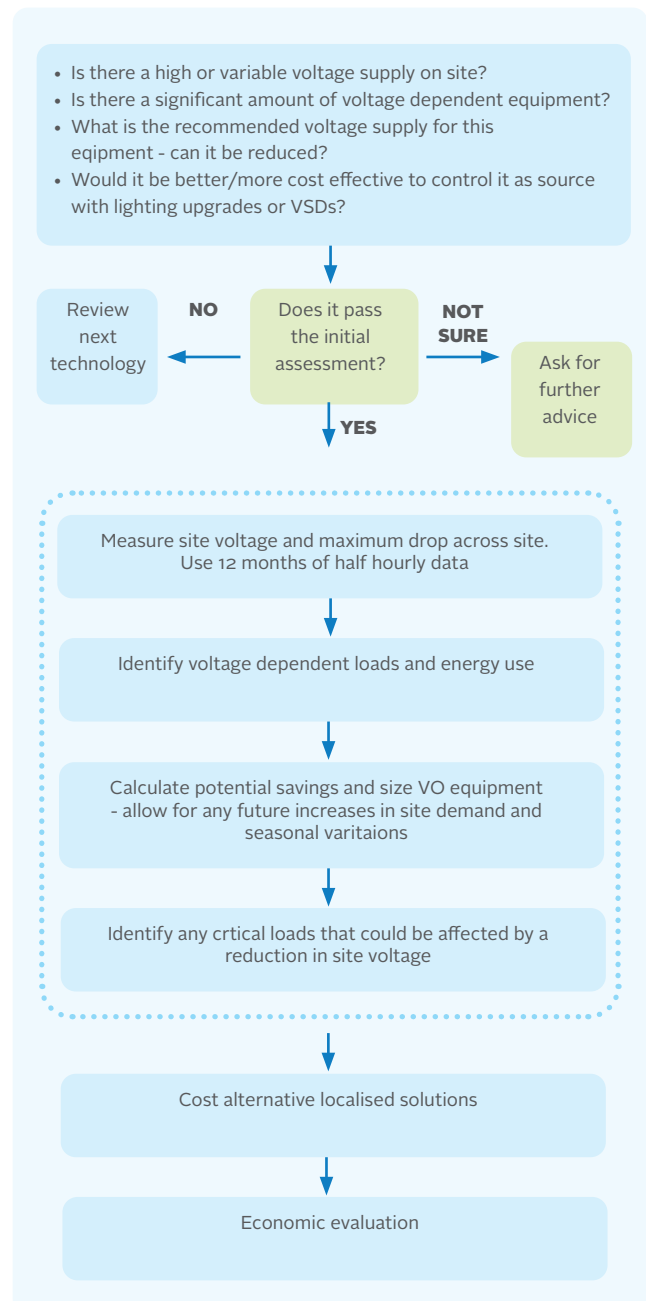 • Is there a high or variable voltage supply on site?
• Is there a significant amount of voltage dependent equipment?
• What is the recommended voltage supply for this
eqipment - can it be reduced?
• Would it be better/more cost effective to control it as source
with lighting upgrades or VSDs?
Review
next
technology
NO
Does it pass
the initial
assessment?
NOT
SURE
Ask for
further
advice
YES
Measure site voltage and maximum drop across site.
Use 12 months of half hourly data
Identify voltage dependent loads and energy use
Calculate potential savings and size VO equipment
- allow for any future increases in site demand and
seasonal varitaions
Identify any crtical loads that could be affected by a
reduction in site voltage
Cost alternative localised solutions
Economic evaluation